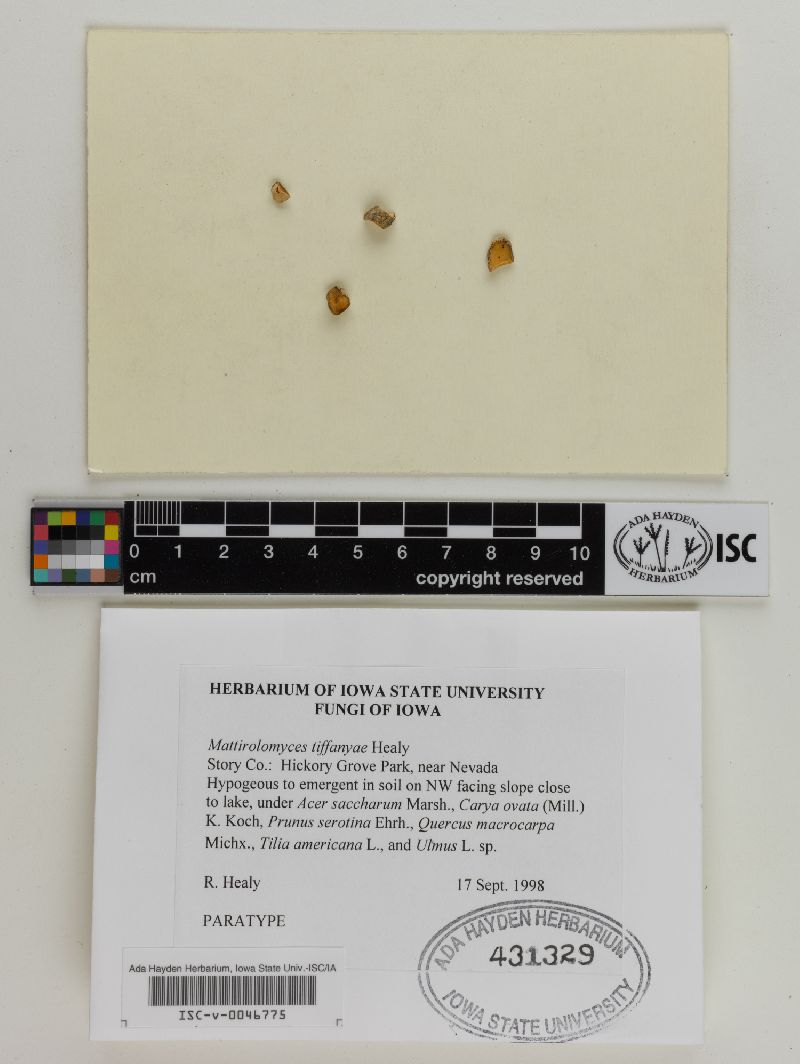 0 1 2 3 4 5 6 7 8 9 10
cm
copyright reserved
ADA HAYDEN
HERBARIUM
ISC
HERBARIUM OF IOWA STATE UNIVERSITY
FUNGI OF IOWA
Mattirolomyces tiffanyae Healy
Story Co.: Hickory Grove Park, near Nevada
Hypogeous to emergent in soil on NW facing slope close
to lake, under Acer saccharum Marsh., Carya ovata (Mill.)
K. Koch, Prunus serotina Ehrh., Quercus macrocarpa
Michx., Tilia americana L., and Ulmus L. sp.
R. Healy 17 Sept. 1998
PARATYPE
ADA HAYDEN HERBARIUM
431329
IOWA STATE UNIVERSITY
Ada Hayden Herbarium, Iowa State Univ.-ISC/IA
ISC-v-0046775